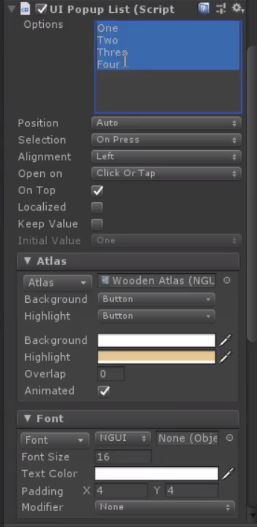 UI Popup List (Script
Options
One
Two
Three
Four
Position Auto
Selection On Press
Alignment Left
Open on Click Or Tap
On Top
Localized
Keep Value
Initial Value One
Atlas
Atlas Wooden Atlas (NGU
Background Button
Highlight Button
Background
Highlight
Overlap 0
Animated
Font
Font NGUI None (Obje
Font Size 16
Text Color
Padding X 4 Y 4
Modifier None